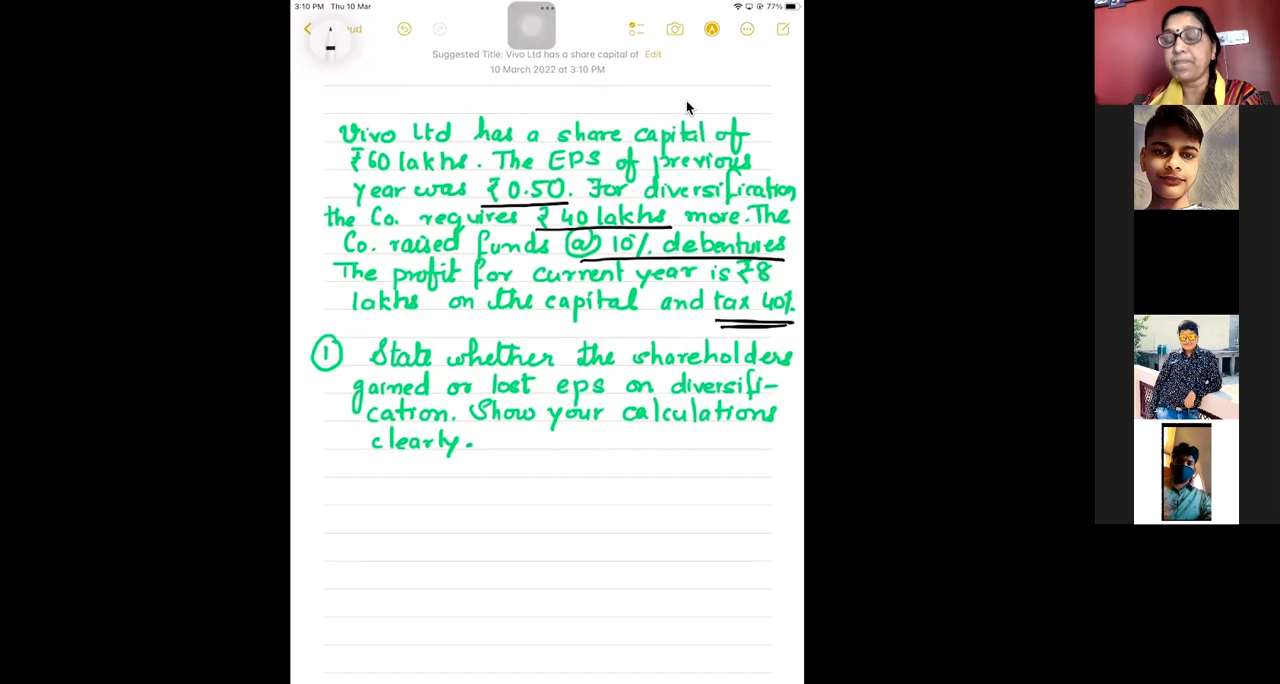 3:10 PM Thu 10 Mar
77%
Suggested Title: Vivo Ltd has a share capital of Edit
10 March 2022 at 3:10 PM
Vivo Ltd has a share capital of
₹60 lakhs. The EPS of previous
year was ₹0.50. For diversification
the Co. requires ₹40 lakhs more. The
Co. raised funds @ 10% debentures
The profit for current year is ₹8
lakhs on the capital and tax 40%.
① State whether the shareholders
gained or lost eps on diversifi-
cation. Show your calculations
clearly.